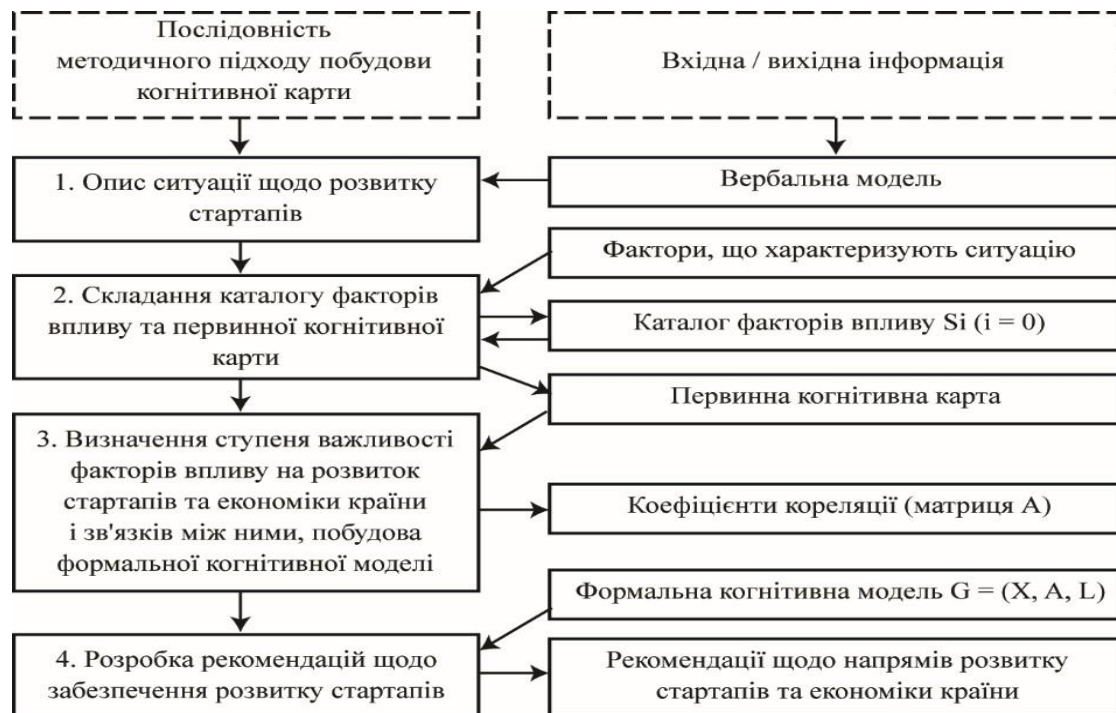 Послідовність
методичного підходу побудови
когнітивної карти
Вхідна / вихідна інформація
1. Опис ситуації щодо розвитку
стартапів
Вербальна модель
Фактори, що характеризують ситуацію
2. Складання каталогу факторів
впливу та первинної когнітивної
карти
Каталог факторів впливу Si (i = 0)
Первинна когнітивна карта
3. Визначення ступеня важливості
факторів впливу на розвиток
стартапів та економіки країни
і зв'язків між ними, побудова
формальної когнітивної моделі
Коефіцієнти кореляції (матриця А)
Формальна когнітивна модель G = (X, A, L)
4. Розробка рекомендацій щодо
забезпечення розвитку стартапів
Рекомендації щодо напрямів розвитку
стартапів та економіки країни